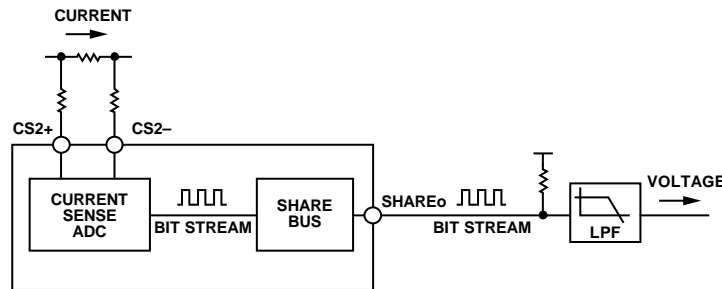 CURRENT
CS2+
CS2–
CURRENT
SENSE
ADC
BIT STREAM
SHARE
BUS
SHAREo
BIT STREAM
LPF
VOLTAGE